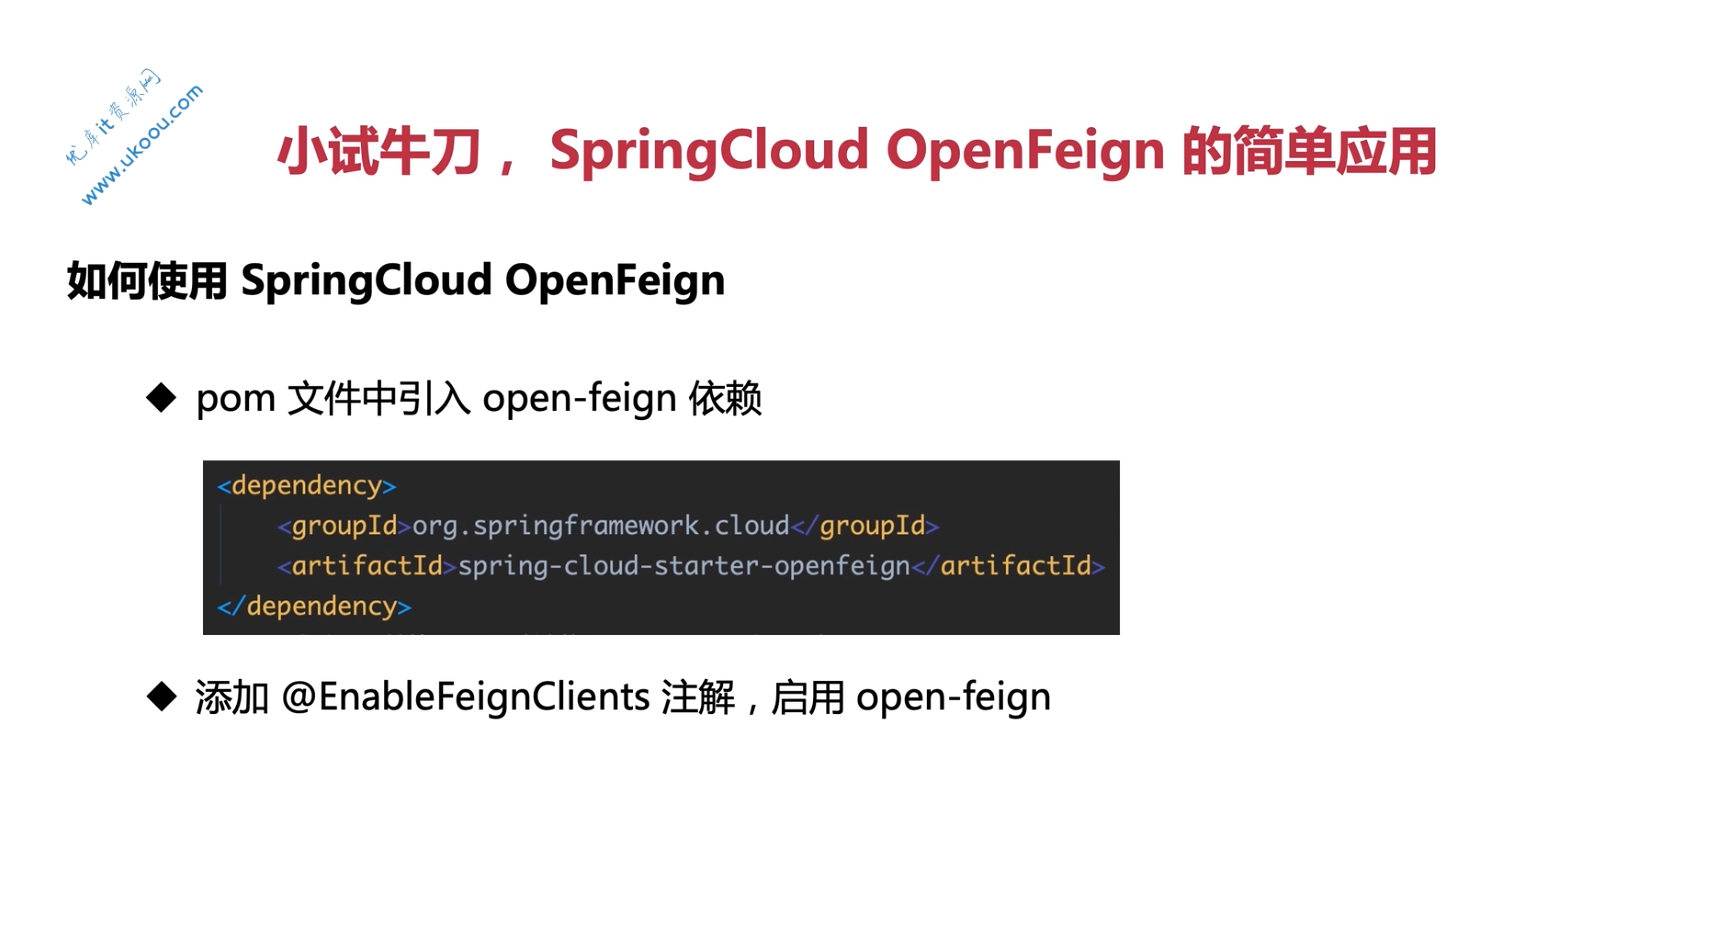 优库it资源网
www.ukoou.com
小试牛刀，SpringCloud OpenFeign 的简单应用
如何使用 SpringCloud OpenFeign
◆ pom 文件中引入 open-feign 依赖
<dependency>
    <groupId>org.springframework.cloud</groupId>
    <artifactId>spring-cloud-starter-openfeign</artifactId>
</dependency>
◆ 添加 @EnableFeignClients 注解，启用 open-feign